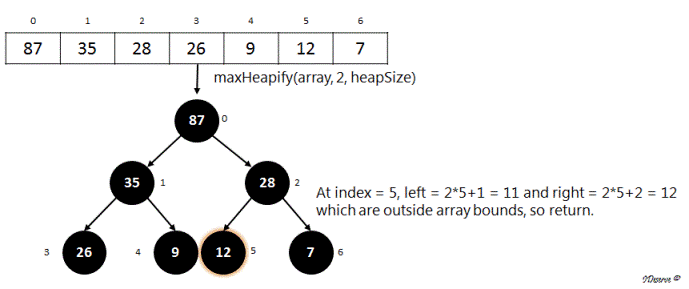 0 1 2 3 4 5 6
87 35 28 26 9 12 7
maxHeapify(array, 2, heapSize)
87 0
35 1 28 2
At index = 5, left = 2*5+1 = 11 and right = 2*5+2 = 12
which are outside array bounds, so return.
3 26 4 9 12 5 7 6
IDeserve ©